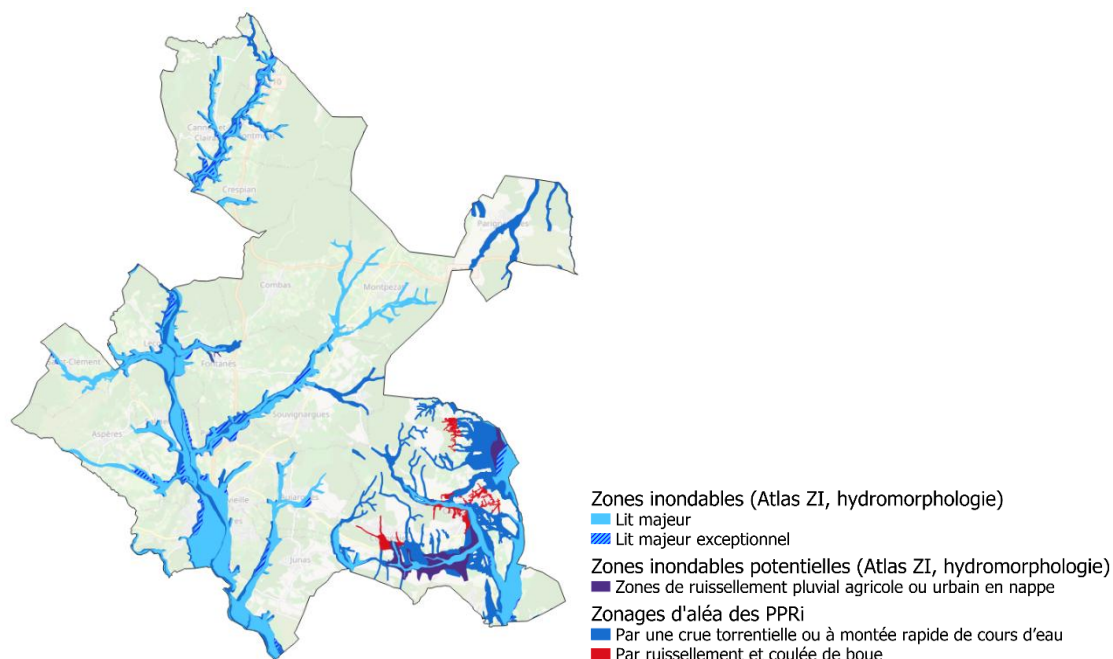 Crespian
Combas
Montpezat
Fontanès
Souvignargues
Aspères
Junas
Zones inondables (Atlas ZI, hydromorphologie)
Lit majeur
Lit majeur exceptionnel
Zones inondables potentielles (Atlas ZI, hydromorphologie)
Zones de ruissellement pluvial agricole ou urbain en nappe
Zonages d'aléa des PPRi
Par une crue torrentielle ou à montée rapide de cours d'eau
Par ruissellement et coulée de boue